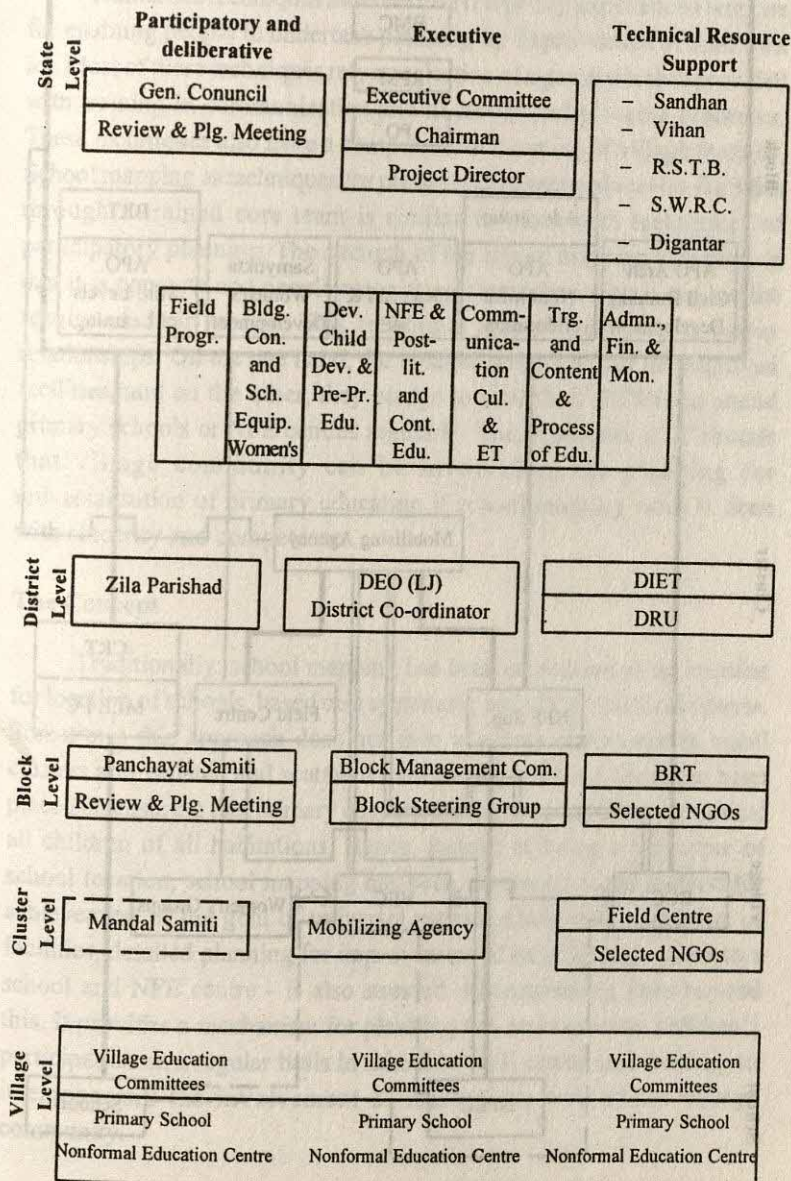 Participatory and
deliberative
Executive
Technical Resource
Support
State
Level
Gen. Conuncil
Review & Plg. Meeting
Executive Committee
Chairman
Project Director
– Sandhan
– Vihan
– R.S.T.B.
– S.W.R.C.
– Digantar
Field
Progr.
Bldg.
Con.
and
Sch.
Equip.
Women's
Dev.
Child
Dev. &
Pre-Pr.
Edu.
NFE &
Post-
lit.
and
Cont.
Edu.
Comm-
unica-
tion
Cul.
&
ET
Trg.
and
Content
&
Process
of Edu.
Admn.,
Fin. &
Mon.
District
Level
Zila Parishad
DEO (LJ)
District Co-ordinator
DIET
DRU
Block
Level
Panchayat Samiti
Review & Plg. Meeting
Block Management Com.
Block Steering Group
BRT
Selected NGOs
Cluster
Level
Mandal Samiti
Mobilizing Agency
Field Centre
Selected NGOs
Village
Level
Village Education
Committees
Primary School
Nonformal Education Centre
Village Education
Committees
Primary School
Nonformal Education Centre
Village Education
Committees
Primary School
Nonformal Education Centre